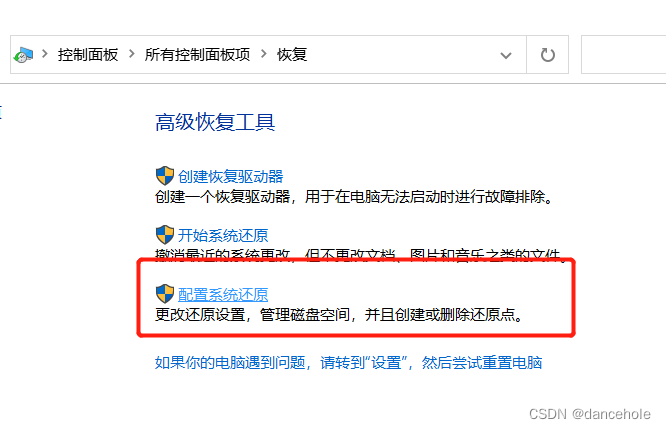 控制面板 > 所有控制面板项 > 恢复
高级恢复工具
创建恢复驱动器
创建一个恢复驱动器，用于在电脑无法启动时进行故障排除。
开始系统还原
撤消最近的系统更改，但不更改文档、图片和音乐之类的文件。
配置系统还原
更改还原设置，管理磁盘空间，并且创建或删除还原点。
如果你的电脑遇到问题，请转到“设置”，然后尝试重置电脑
CSDN @dancehole